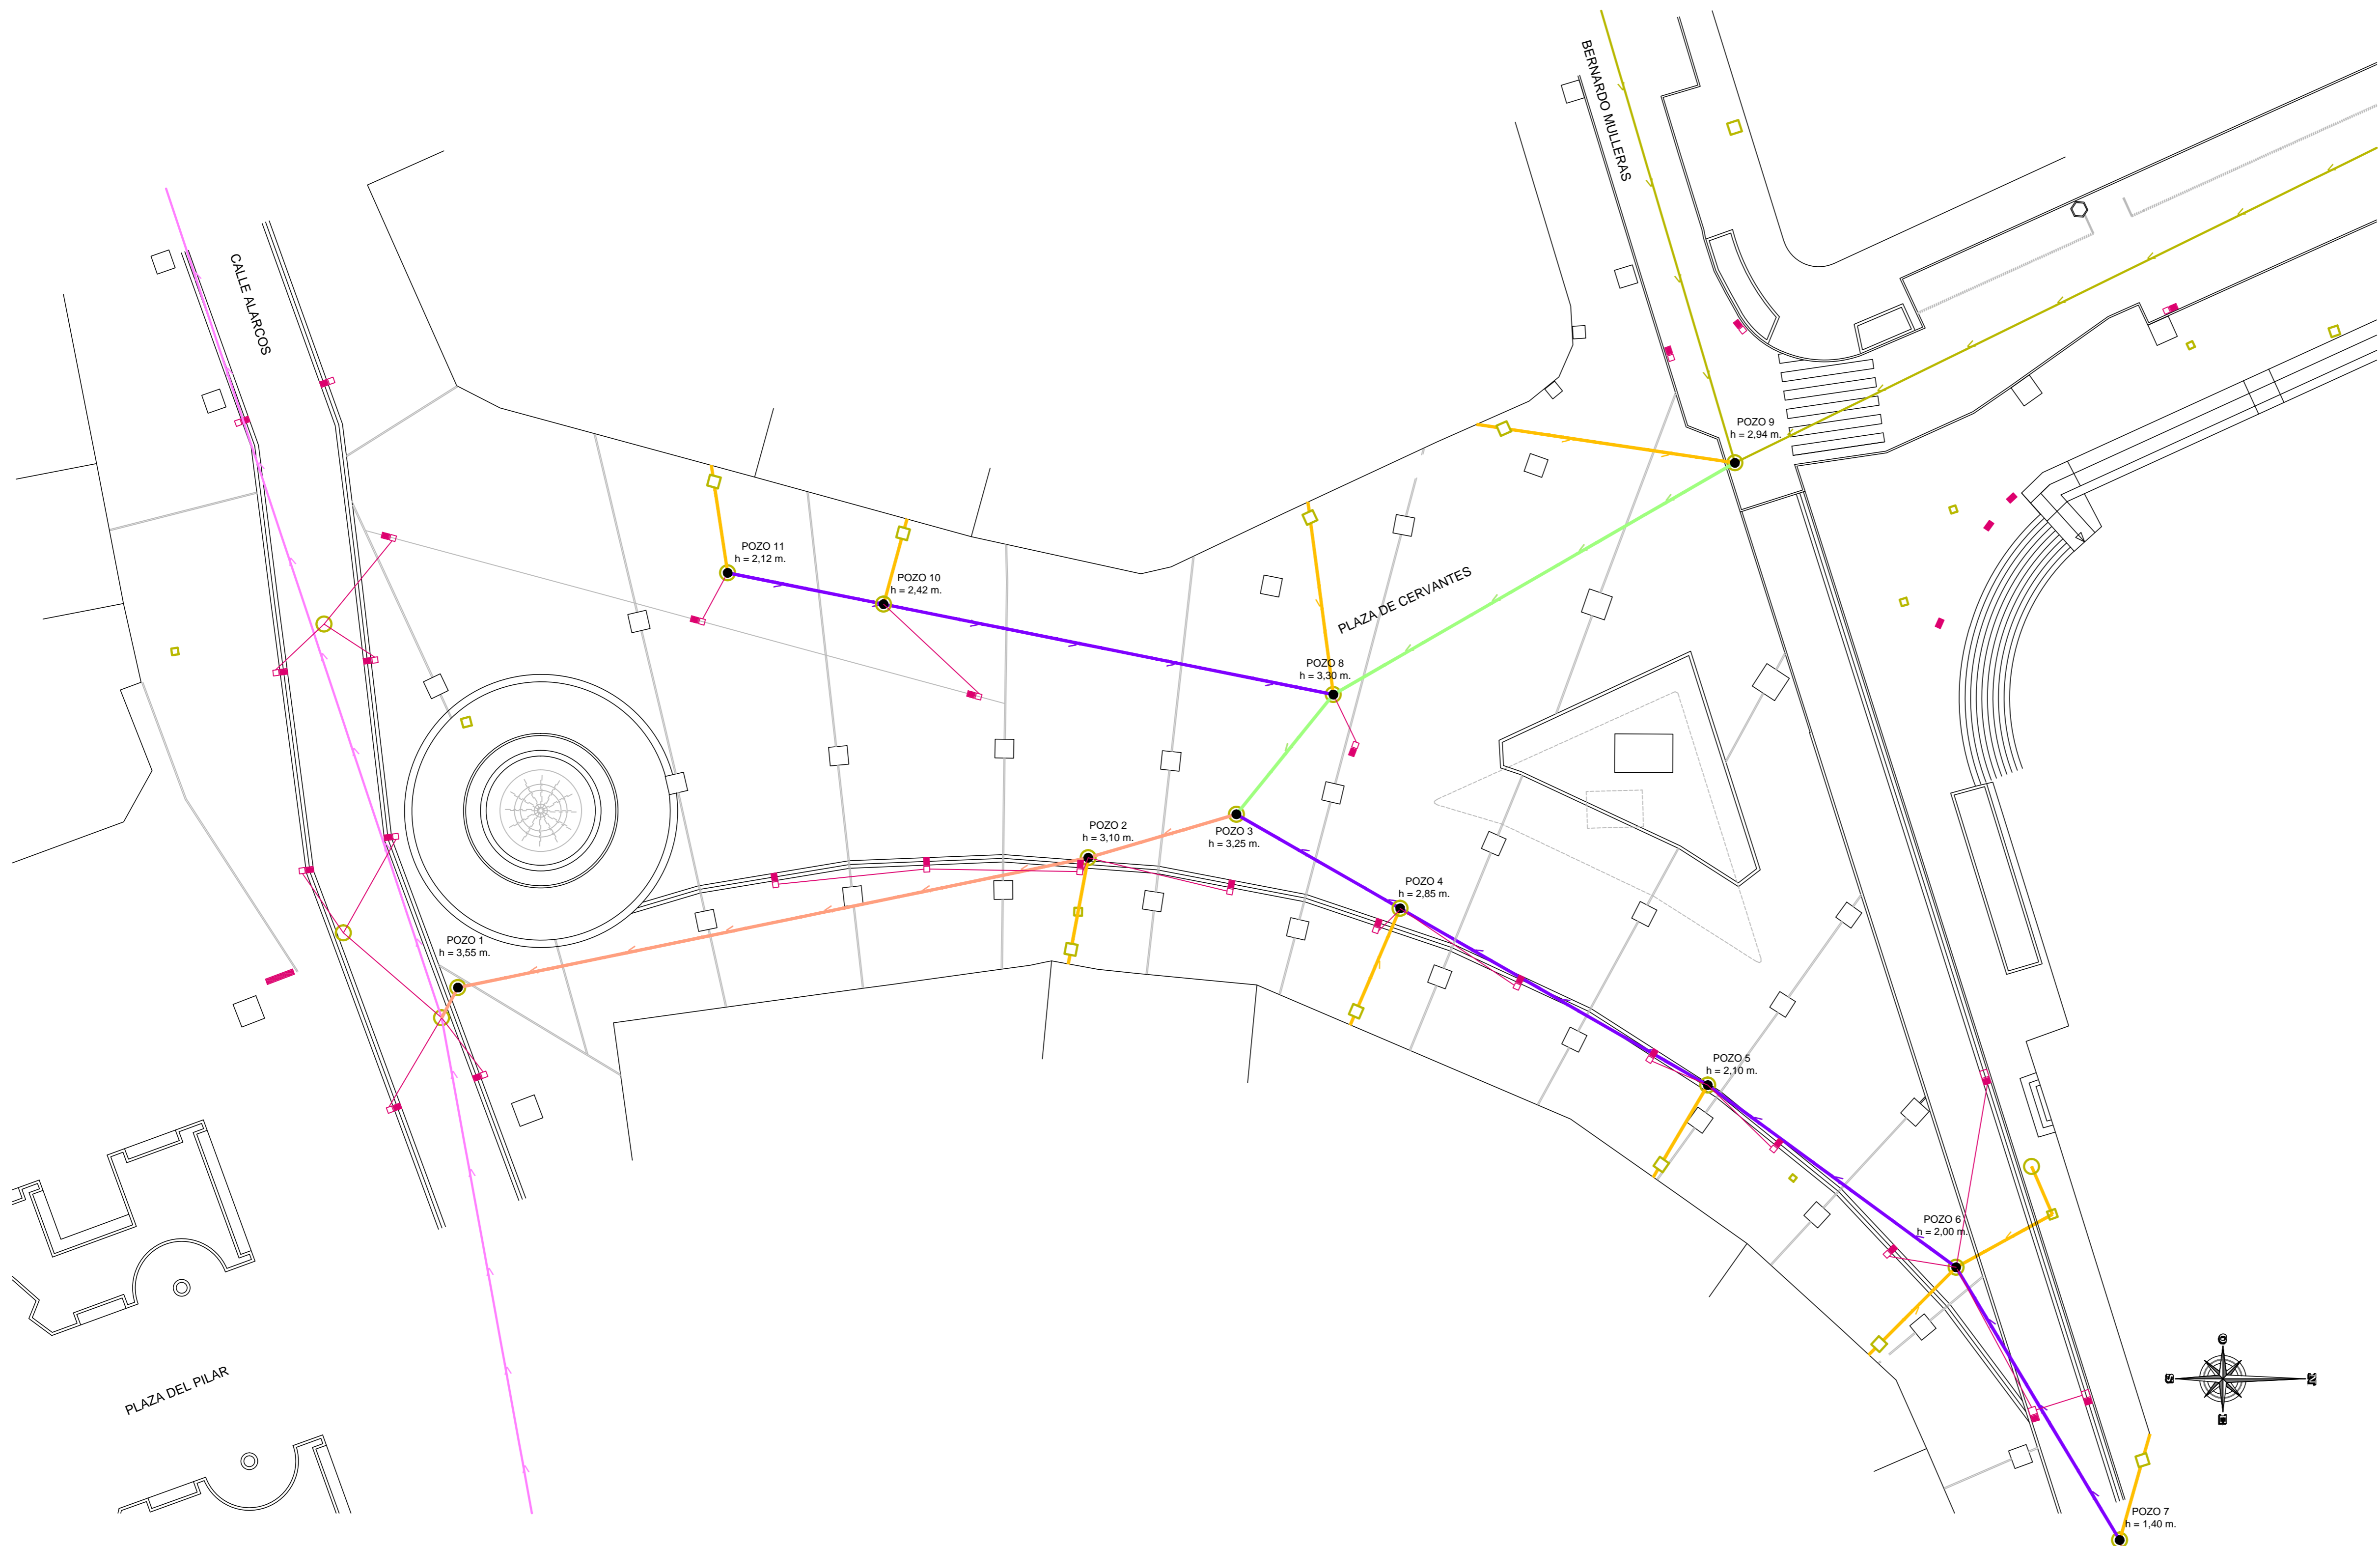 BERNARDO MULLERAS
CALLE ALARCOS
POZO 9
h = 2,94 m.
POZO 11
h = 2,12 m.
POZO 10
h = 2,42 m.
PLAZA DE CERVANTES
POZO 8
h = 3,30 m.
POZO 2
h = 3,10 m.
POZO 3
h = 3,25 m.
POZO 4
h = 2,85 m.
POZO 1
h = 3,55 m.
POZO 5
h = 2,10 m.
POZO 6
h = 2,00 m.
PLAZA DEL PILAR
O
S
N
E
POZO 7
h = 1,40 m.